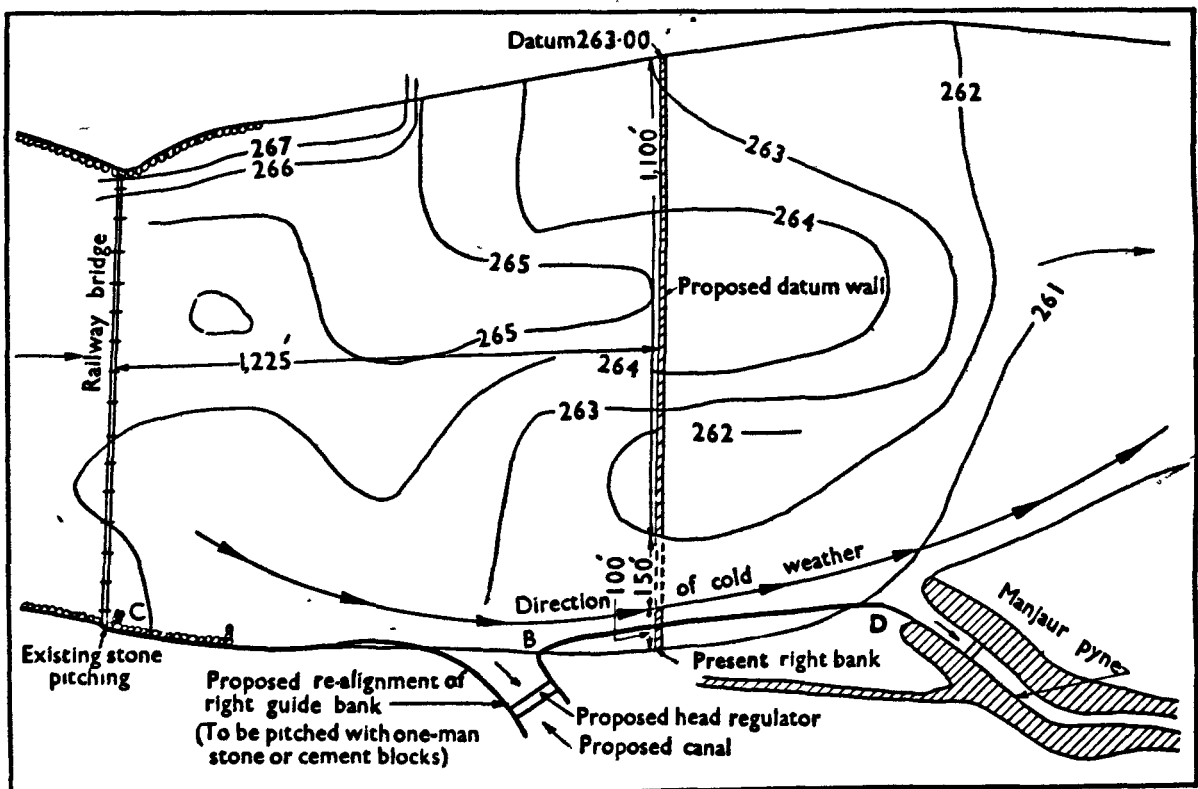 Datum 263·00
262
267
266
1,100′
263
264
265
Railway bridge
Proposed datum wall
261
265
1,225′
264
263
262
100′
150′
Direction of cold weather
C
B
D
Manjaur pyne
Existing stone
pitching
Present right bank
Proposed re-alignment of
right guide bank
(To be pitched with one-man
stone or cement blocks)
Proposed head regulator
Proposed canal